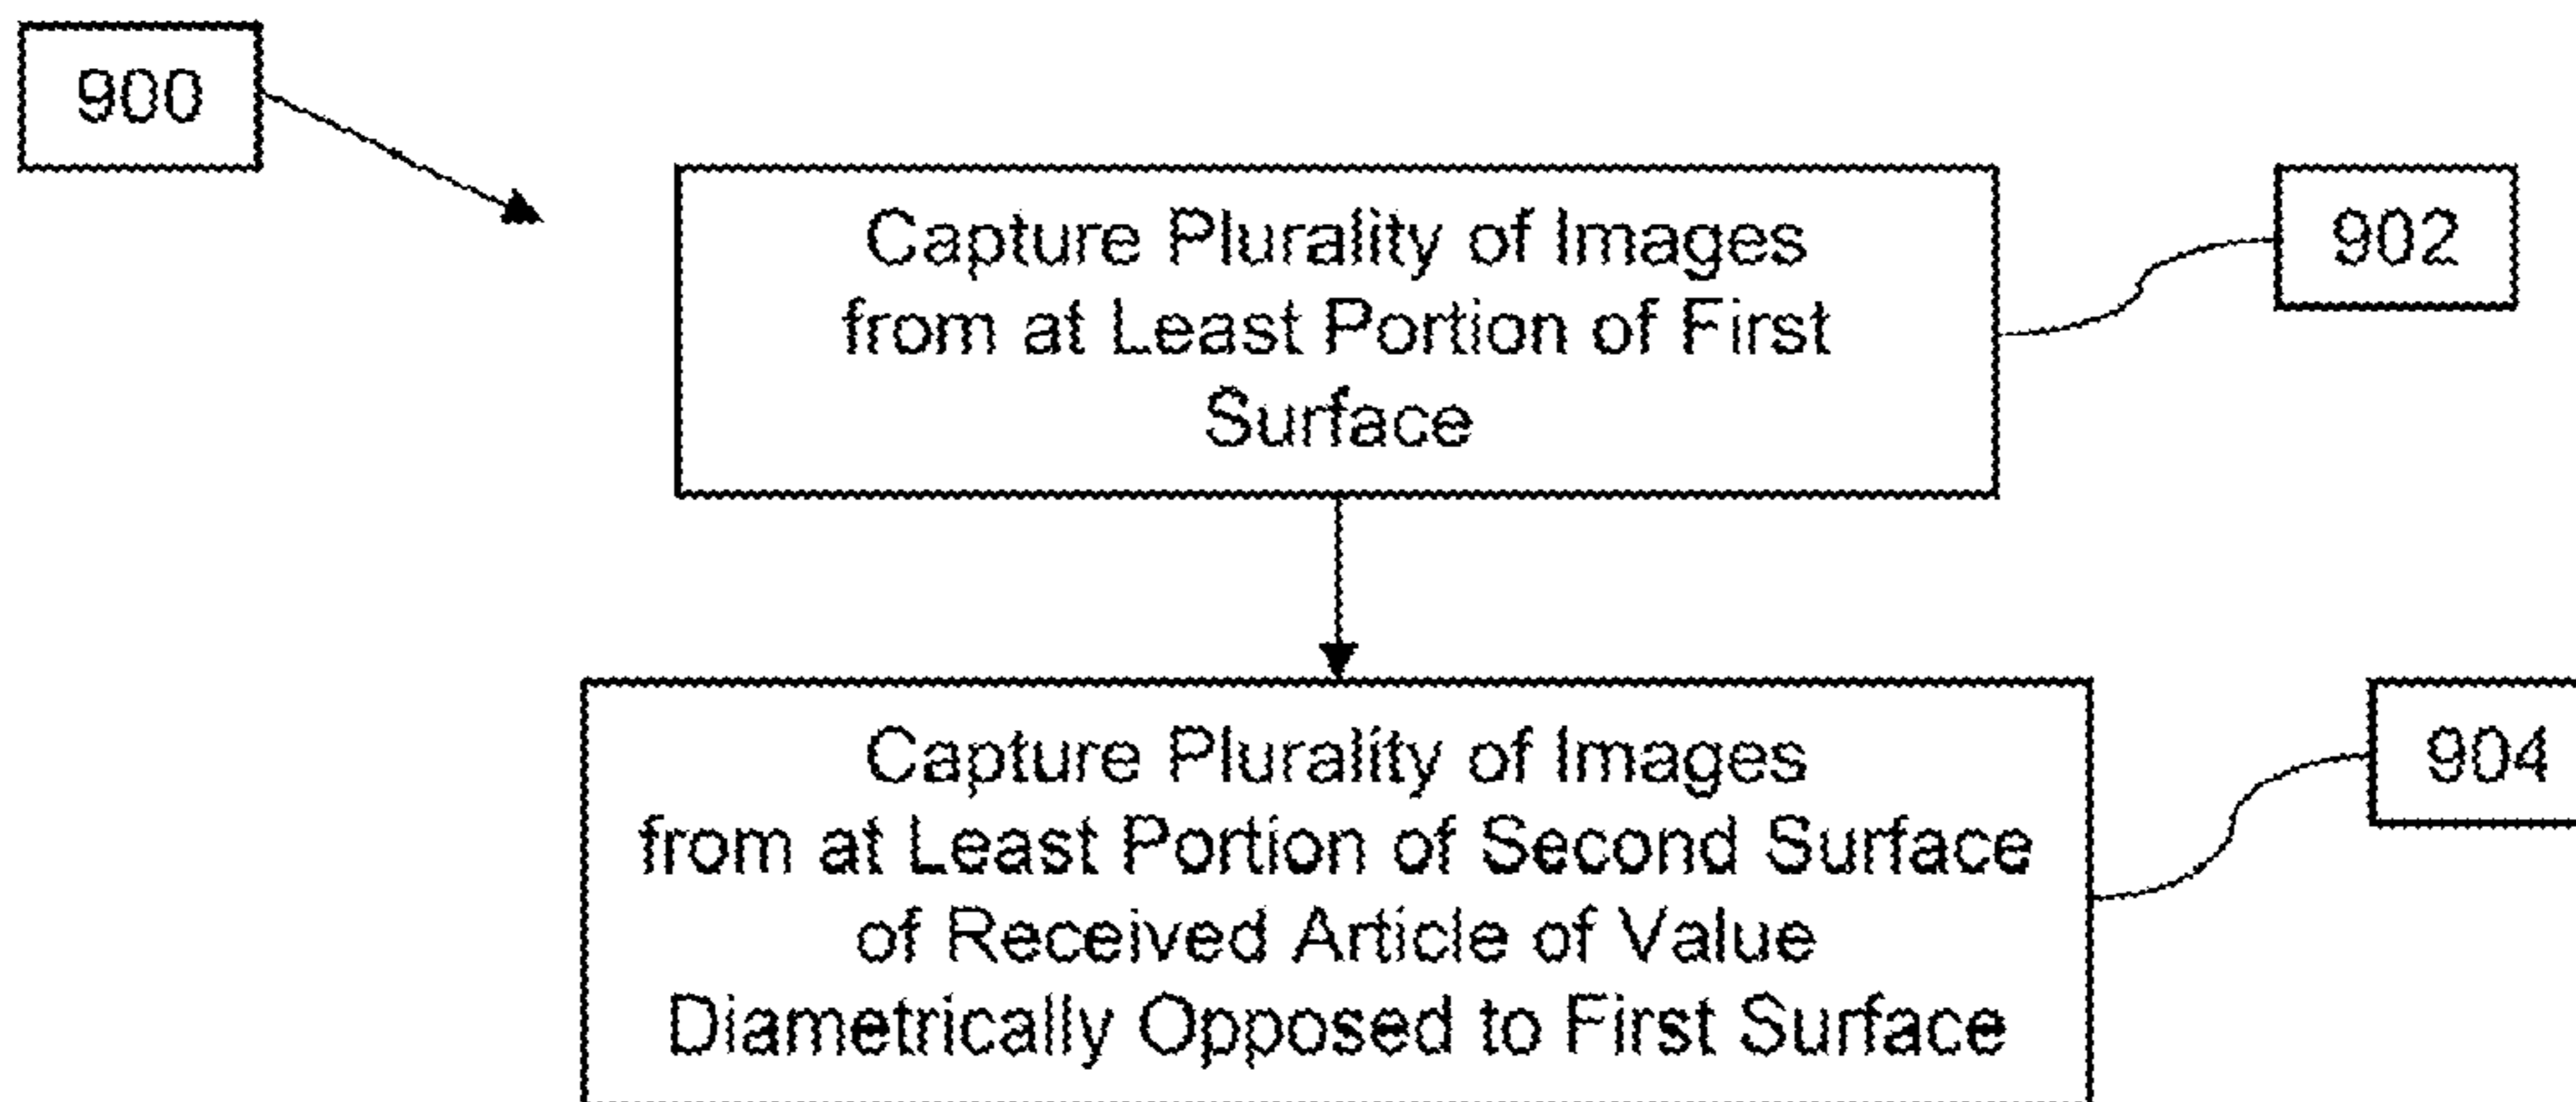 900
Capture Plurality of Images
from at Least Portion of First
Surface
902
Capture Plurality of Images
from at Least Portion of Second Surface
of Received Article of Value
Diametrically Opposed to First Surface
904